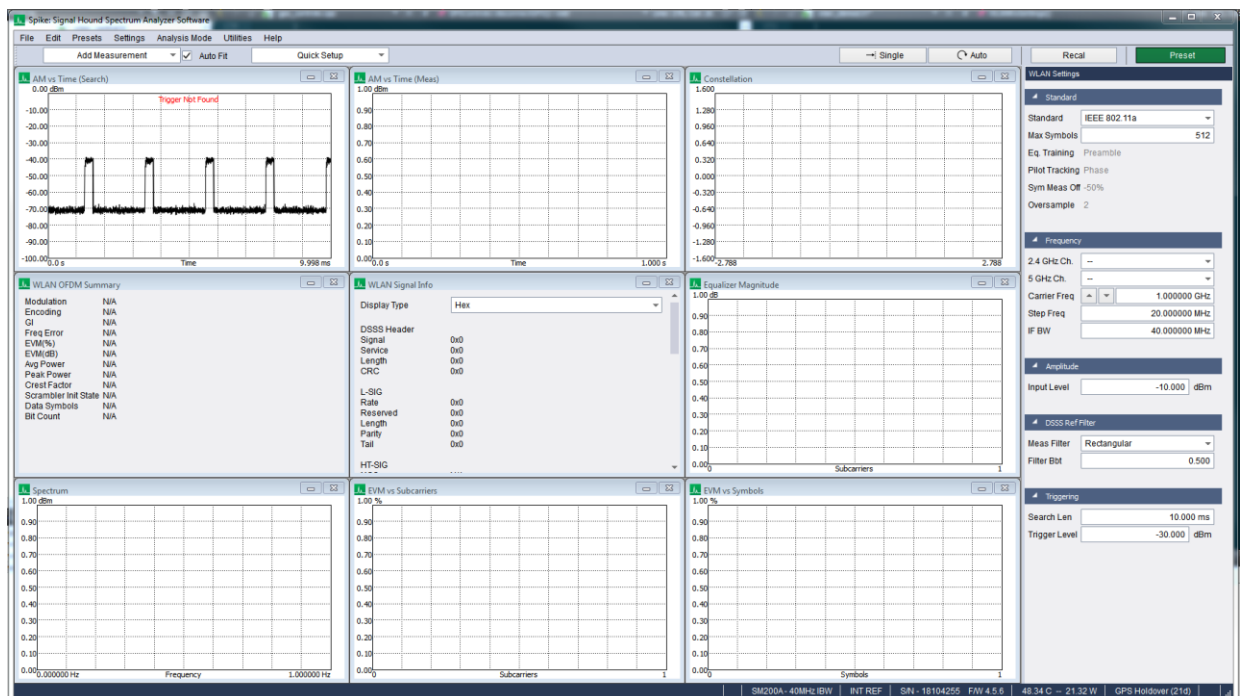 Spike: Signal Hound Spectrum Analyzer Software
File Edit Presets Settings Analysis Mode Utilities Help
Add Measurement Auto Fit Quick Setup Single Auto Recal Preset
AM vs Time (Search)
0.00 dBm
Trigger Not Found
-10.00
-20.00
-30.00
-40.00
-50.00
-60.00
-70.00
-80.00
-90.00
-100.00
0.0 s Time 9.998 ms
AM vs Time (Meas)
1.00 dBm
0.90
0.80
0.70
0.60
0.50
0.40
0.30
0.20
0.10
0.00
0.0 s Time 1.000 s
Constellation
1.600
1.280
0.960
0.640
0.320
0.000
-0.320
-0.640
-0.960
-1.280
-1.600
-2.788 2.788
WLAN OFDM Summary
Modulation N/A
Encoding N/A
GI N/A
Freq Error N/A
EVM(%) N/A
EVM(dB) N/A
Avg Power N/A
Peak Power N/A
Crest Factor N/A
Scrambler Init State N/A
Data Symbols N/A
Bit Count N/A
WLAN Signal Info
Display Type Hex
DSSS Header
Signal 0x0
Service 0x0
Length 0x0
CRC 0x0
L-SIG
Rate 0x0
Reserved 0x0
Length 0x0
Parity 0x0
Tail 0x0
HT-SIG
Equalizer Magnitude
1.00 dB
0.90
0.80
0.70
0.60
0.50
0.40
0.30
0.20
0.10
0.00
0 Subcarriers 1
Spectrum
1.00 dBm
0.90
0.80
0.70
0.60
0.50
0.40
0.30
0.20
0.10
0.00
0.000000 Hz Frequency 1.000000 Hz
EVM vs Subcarriers
1.00 %
0.90
0.80
0.70
0.60
0.50
0.40
0.30
0.20
0.10
0.00
0 Subcarriers 1
EVM vs Symbols
1.00 %
0.90
0.80
0.70
0.60
0.50
0.40
0.30
0.20
0.10
0.00
0 Symbols 1
WLAN Settings
Standard
Standard IEEE 802.11a
Max Symbols 512
Eq. Training Preamble
Pilot Tracking Phase
Sym Meas Off -50%
Oversample 2
Frequency
2.4 GHz Ch. --
5 GHz Ch. --
Carrier Freq 1.000000 GHz
Step Freq 20.000000 MHz
IF BW 40.000000 MHz
Amplitude
Input Level -10.000 dBm
DSSS Ref Filter
Meas Filter Rectangular
Filter Bbt 0.500
Triggering
Search Len 10.000 ms
Trigger Level -30.000 dBm
SM200A - 40MHz IBW INT REF S/N - 18104255 F/W 4.5.6 48.34 C -- 21.32 W GPS Holdover (21d)